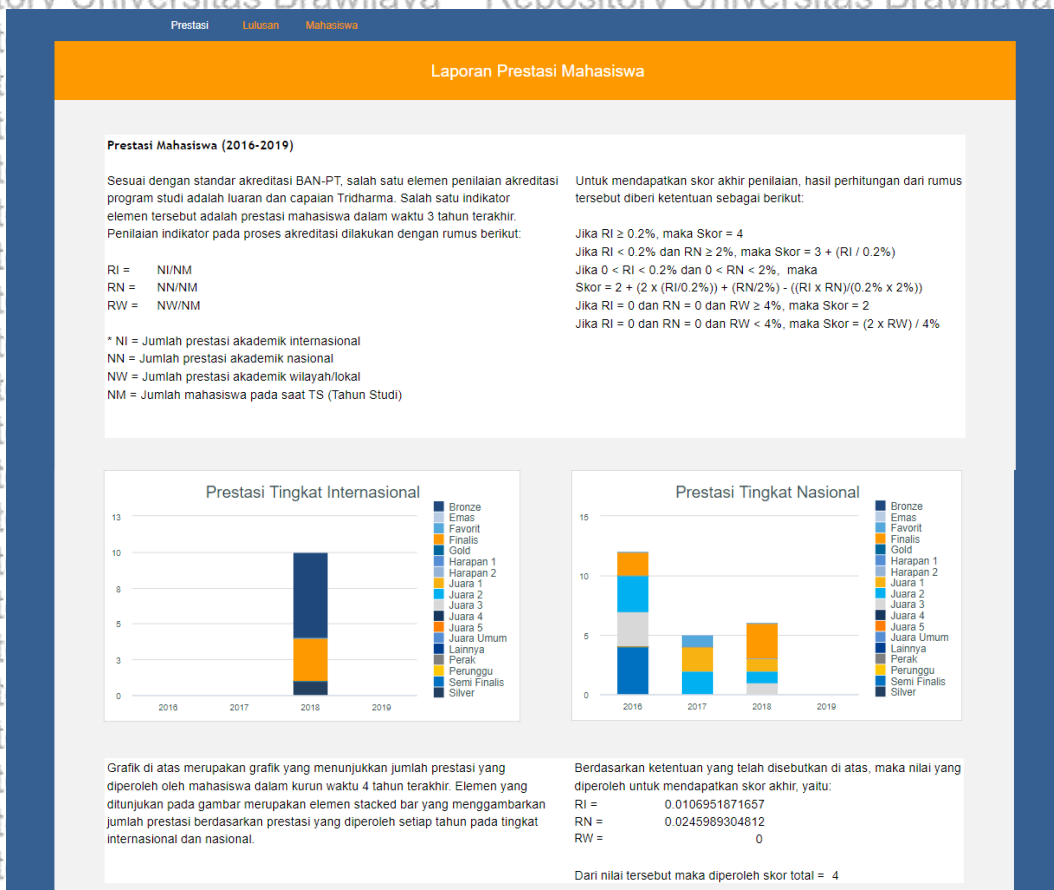 Repository Universitas Brawijaya
Prestasi Lulusan Mahasiswa
Laporan Prestasi Mahasiswa
Prestasi Mahasiswa (2016-2019)
Sesuai dengan standar akreditasi BAN-PT, salah satu elemen penilaian akreditasi
program studi adalah luaran dan capaian Tridharma. Salah satu indikator
elemen tersebut adalah prestasi mahasiswa dalam waktu 3 tahun terakhir.
Penilaian indikator pada proses akreditasi dilakukan dengan rumus berikut:
RI = NI/NM
RN = NN/NM
RW = NW/NM
* NI = Jumlah prestasi akademik internasional
NN = Jumlah prestasi akademik nasional
NW = Jumlah prestasi akademik wilayah/lokal
NM = Jumlah mahasiswa pada saat TS (Tahun Studi)
Untuk mendapatkan skor akhir penilaian, hasil perhitungan dari rumus
tersebut diberi ketentuan sebagai berikut:
Jika RI ≥ 0.2%, maka Skor = 4
Jika RI < 0.2% dan RN ≥ 2%, maka Skor = 3 + (RI / 0.2%)
Jika 0 < RI < 0.2% dan 0 < RN < 2%, maka
Skor = 2 + (2 x (RI/0.2%)) + (RN/2%) - ((RI x RN)/(0.2% x 2%))
Jika RI = 0 dan RN = 0 dan RW ≥ 4%, maka Skor = 2
Jika RI = 0 dan RN = 0 dan RW < 4%, maka Skor = (2 x RW) / 4%
Prestasi Tingkat Internasional
13
10
8
5
3
0
2016 2017 2018 2019
Bronze
Emas
Favorit
Finalis
Gold
Harapan 1
Harapan 2
Juara 1
Juara 2
Juara 3
Juara 4
Juara 5
Juara Umum
Lainnya
Perak
Perunggu
Semi Finalis
Silver
Prestasi Tingkat Nasional
15
10
5
0
2016 2017 2018 2019
Bronze
Emas
Favorit
Finalis
Gold
Harapan 1
Harapan 2
Juara 1
Juara 2
Juara 3
Juara 4
Juara 5
Juara Umum
Lainnya
Perak
Perunggu
Semi Finalis
Silver
Grafik di atas merupakan grafik yang menunjukkan jumlah prestasi yang
diperoleh oleh mahasiswa dalam kurun waktu 4 tahun terakhir. Elemen yang
ditunjukan pada gambar merupakan elemen stacked bar yang menggambarkan
jumlah prestasi berdasarkan prestasi yang diperoleh setiap tahun pada tingkat
internasional dan nasional.
Berdasarkan ketentuan yang telah disebutkan di atas, maka nilai yang
diperoleh untuk mendapatkan skor akhir, yaitu:
RI = 0.0106951871657
RN = 0.0245989304812
RW = 0
Dari nilai tersebut maka diperoleh skor total = 4